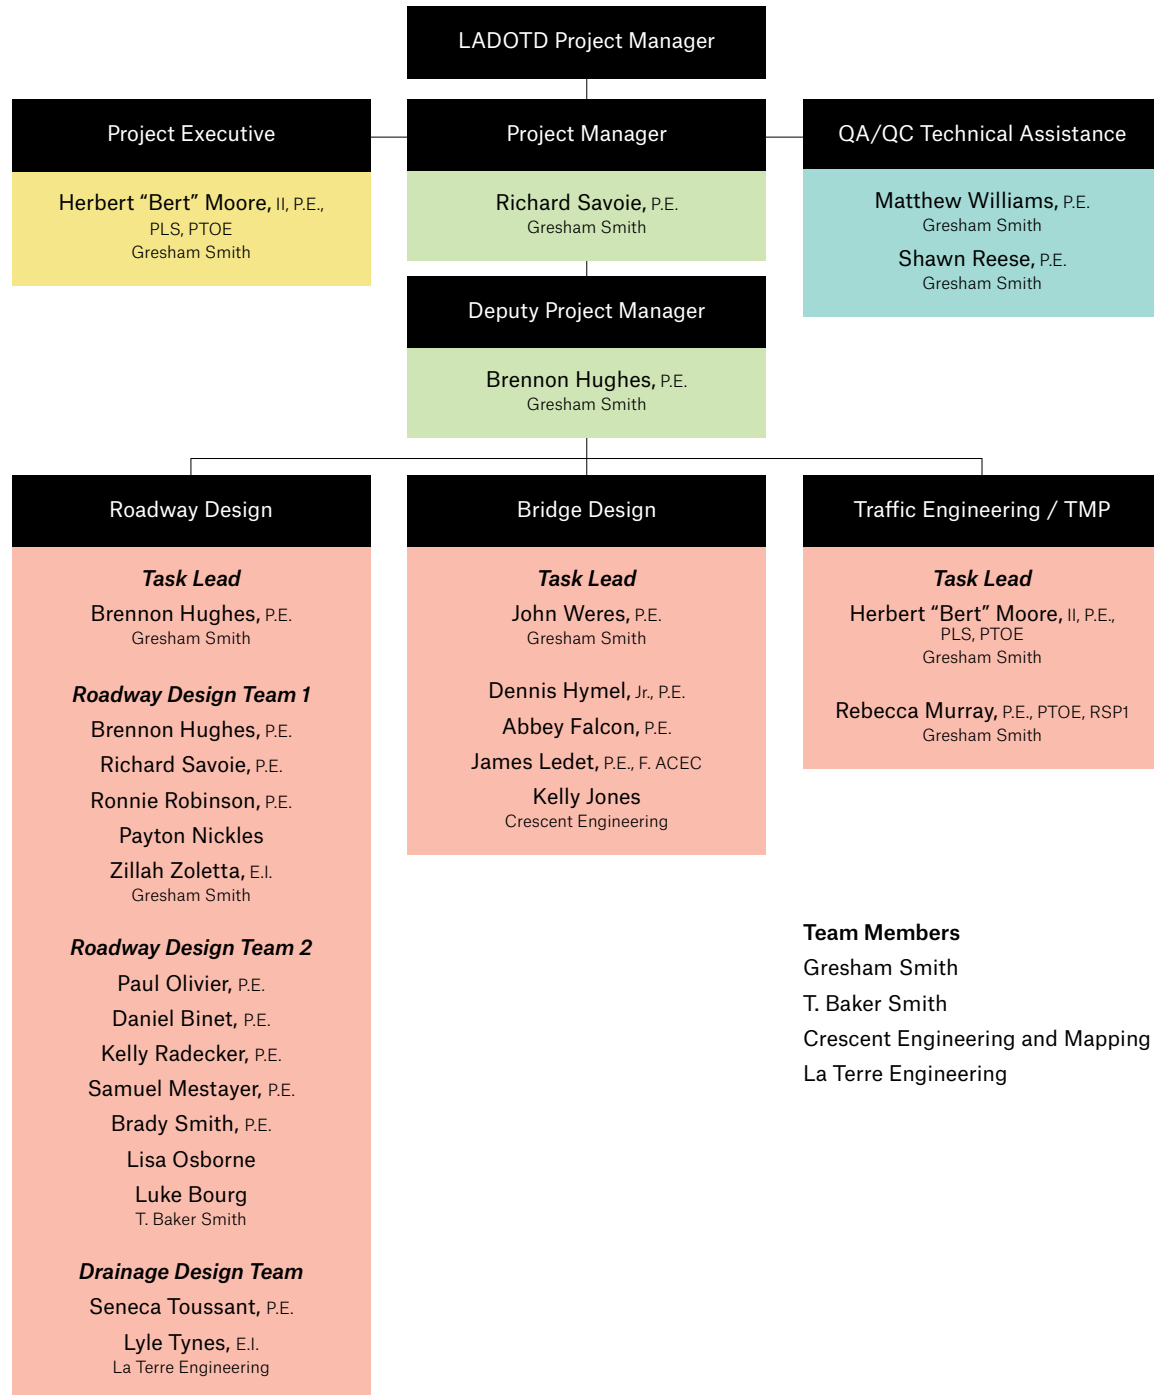 LADOTD Project Manager
Project Executive
Herbert “Bert” Moore, II, P.E.,
PLS, PTOE
Gresham Smith
Project Manager
Richard Savoie, P.E.
Gresham Smith
QA/QC Technical Assistance
Matthew Williams, P.E.
Gresham Smith
Shawn Reese, P.E.
Gresham Smith
Deputy Project Manager
Brennon Hughes, P.E.
Gresham Smith
Roadway Design
Task Lead
Brennon Hughes, P.E.
Gresham Smith
Roadway Design Team 1
Brennon Hughes, P.E.
Richard Savoie, P.E.
Ronnie Robinson, P.E.
Payton Nickles
Zillah Zoletta, E.I.
Gresham Smith
Roadway Design Team 2
Paul Olivier, P.E.
Daniel Binet, P.E.
Kelly Radecker, P.E.
Samuel Mestayer, P.E.
Brady Smith, P.E.
Lisa Osborne
Luke Bourg
T. Baker Smith
Drainage Design Team
Seneca Toussant, P.E.
Lyle Tynes, E.I.
La Terre Engineering
Bridge Design
Task Lead
John Weres, P.E.
Gresham Smith
Dennis Hymel, Jr., P.E.
Abbey Falcon, P.E.
James Ledet, P.E., F. ACEC
Kelly Jones
Crescent Engineering
Traffic Engineering / TMP
Task Lead
Herbert “Bert” Moore, II, P.E.,
PLS, PTOE
Gresham Smith
Rebecca Murray, P.E., PTOE, RSP1
Gresham Smith
Team Members
Gresham Smith
T. Baker Smith
Crescent Engineering and Mapping
La Terre Engineering